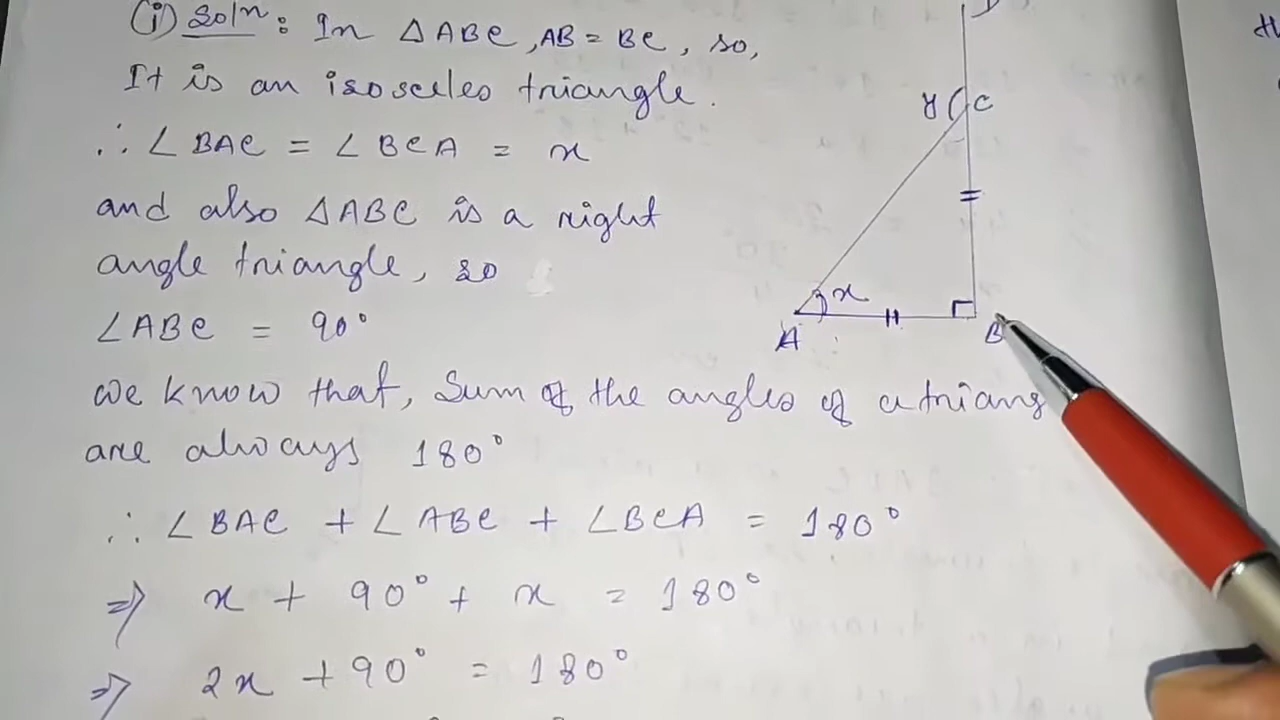 (i) Soln : In △ABC, AB = BC, so,
It is an isosceles triangle.
∴ ∠BAC = ∠BCA = x
and also △ABC is a right
angle triangle, so
∠ABC = 90°
we know that, Sum of the angles of a triang
are always 180°
∴ ∠BAC + ∠ABC + ∠BCA = 180°
⇒ x + 90° + x = 180°
⇒ 2x + 90° = 180°
y C
x
A B